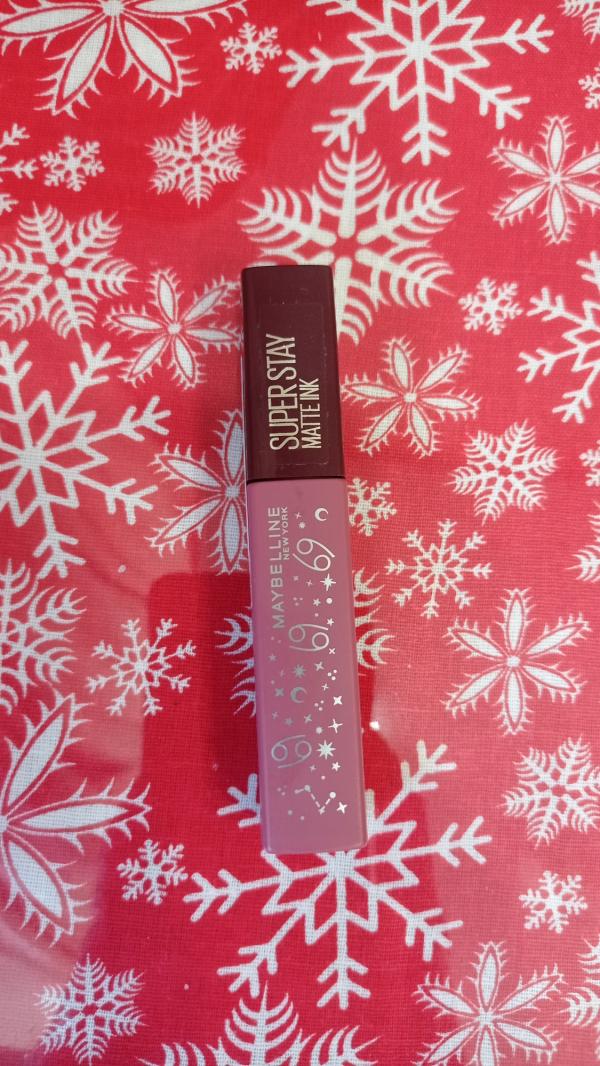 SUPER STAY
MATTE INK
MAYBELLINE
NEW YORK